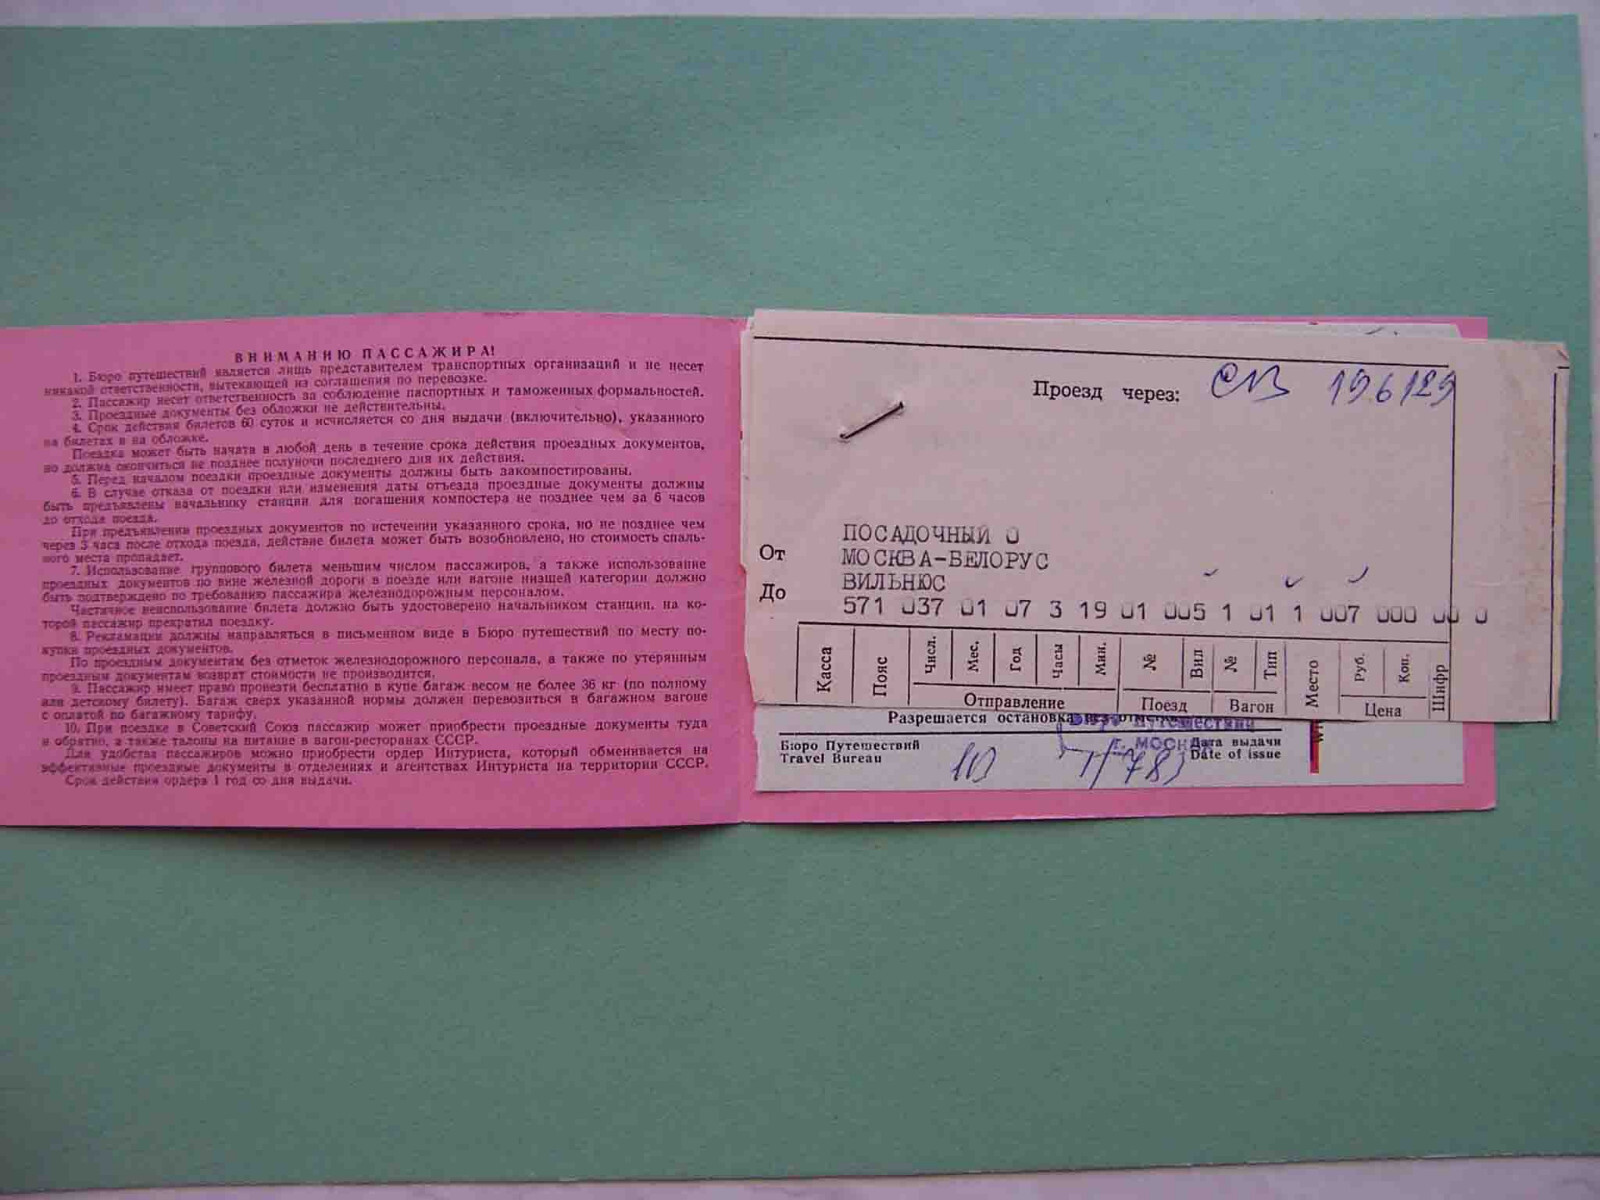 ВНИМАНИЮ ПАССАЖИРА!
1. Бюро путешествий является лишь представителем транспортных организаций и не несет
никакой ответственности, вытекающей из соглашения по перевозке.
2. Пассажир несет ответственность за соблюдение паспортных и таможенных формальностей.
3. Проездные документы без обложки не действительны.
4. Срок действия билетов 60 суток и исчисляется со дня выдачи (включительно), указанного
на билетах и на обложке.
Поездка может быть начата в любой день в течение срока действия проездных документов,
но должна окончиться не позднее полуночи последнего дня их действия.
5. Перед началом поездки проездные документы должны быть закомпостированы.
6. В случае отказа от поездки или изменения даты отъезда проездные документы должны
быть предъявлены начальнику станции для погашения компостера не позднее чем за 6 часов
до отхода поезда.
При предъявлении проездных документов по истечении указанного срока, но не позднее чем
через 3 часа после отхода поезда, действие билета может быть возобновлено, но стоимость спаль-
ного места пропадает.
7. Использование группового билета меньшим числом пассажиров, а также использование
проездных документов по вине железной дороги в поезде или вагоне низшей категории должно
быть подтверждено по требованию пассажира железнодорожным персоналом.
Частичное неиспользование билета должно быть удостоверено начальником станции, на ко-
торой пассажир прекратил поездку.
8. Рекламации должны направляться в письменном виде в Бюро путешествий по месту по-
купки проездных документов.
По проездным документам без отметок железнодорожного персонала, а также по утерянным
проездным документам возврат стоимости не производится.
9. Пассажир имеет право провезти бесплатно в купе багаж весом не более 36 кг (по полному
или детскому билету). Багаж сверх указанной нормы должен перевозиться в багажном вагоне
с оплатой по багажному тарифу.
10. При поездке в Советский Союз пассажир может приобрести проездные документы туда
и обратно, а также талоны на питание в вагон-ресторанах СССР.
Для удобства пассажиров можно приобрести ордер Интуриста, который обменивается на
эффективные проездные документы в отделениях и агентствах Интуриста на территории СССР.
Срок действия ордера 1 год со дня выдачи.
Проезд через: СВ 196129
ПОСАДОЧНЫЙ 0
От МОСКВА-БЕЛОРУС
До ВИЛЬНЮС
571 037 01 07 3 19 01 005 1 01 1 007 000 00 0
Касса Пояс Числ. Мес. Год Часы Мин. № Вид № Тип Место Руб. Коп. Шифр
Отправление Поезд Вагон Цена
Разрешается остановка
Путешествий
г. МОСК
Бюро Путешествий Дата выдачи
Travel Bureau Date of issue